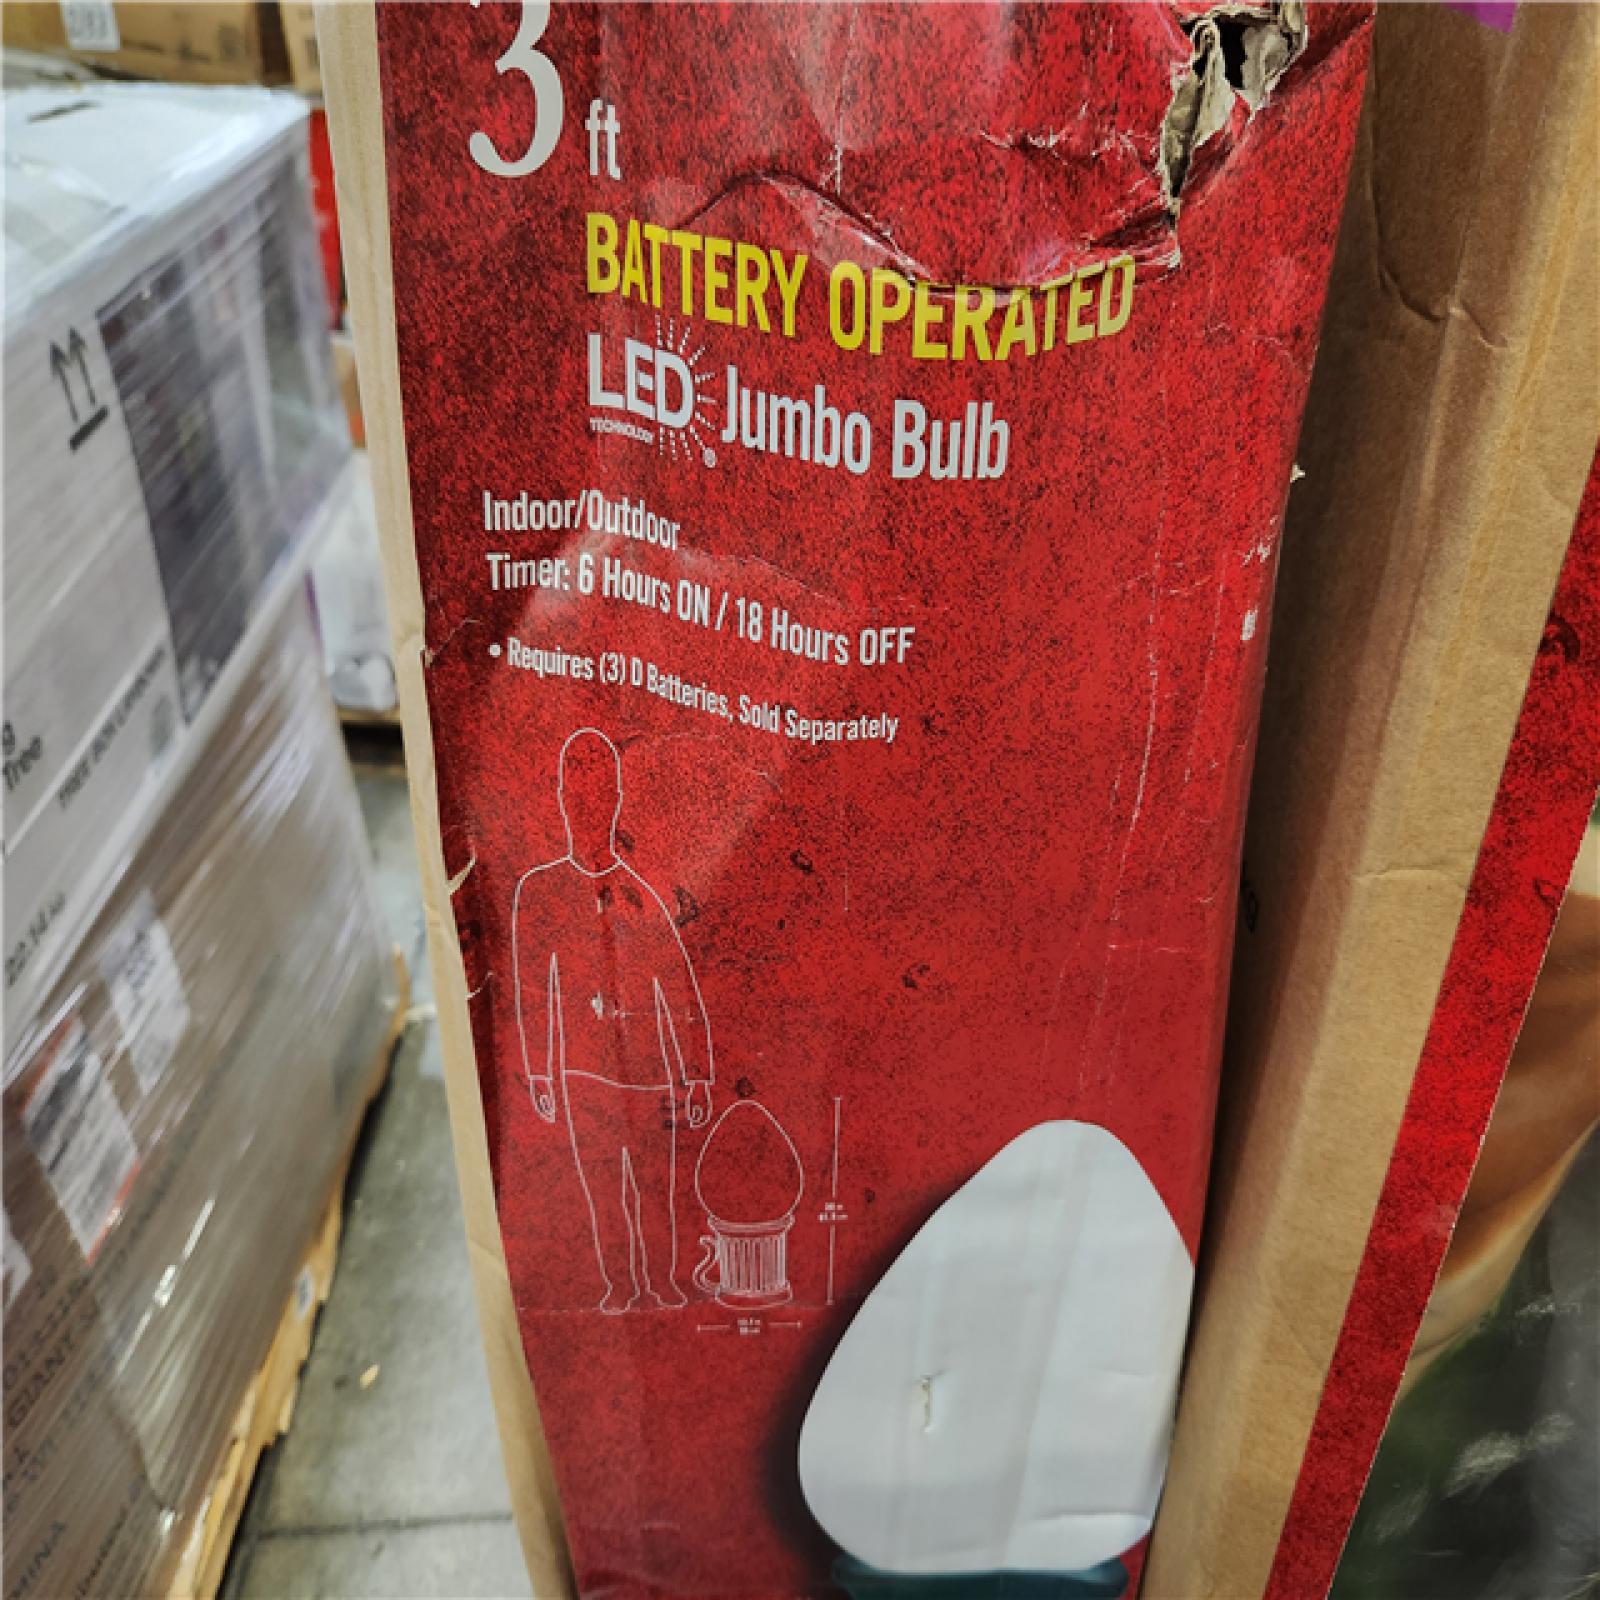 3 ft
BATTERY OPERATED
LED Jumbo Bulb
TECHNOLOGY
Indoor/Outdoor
Timer: 6 Hours ON / 18 Hours OFF
• Requires (3) D Batteries, Sold Separately
GIANT